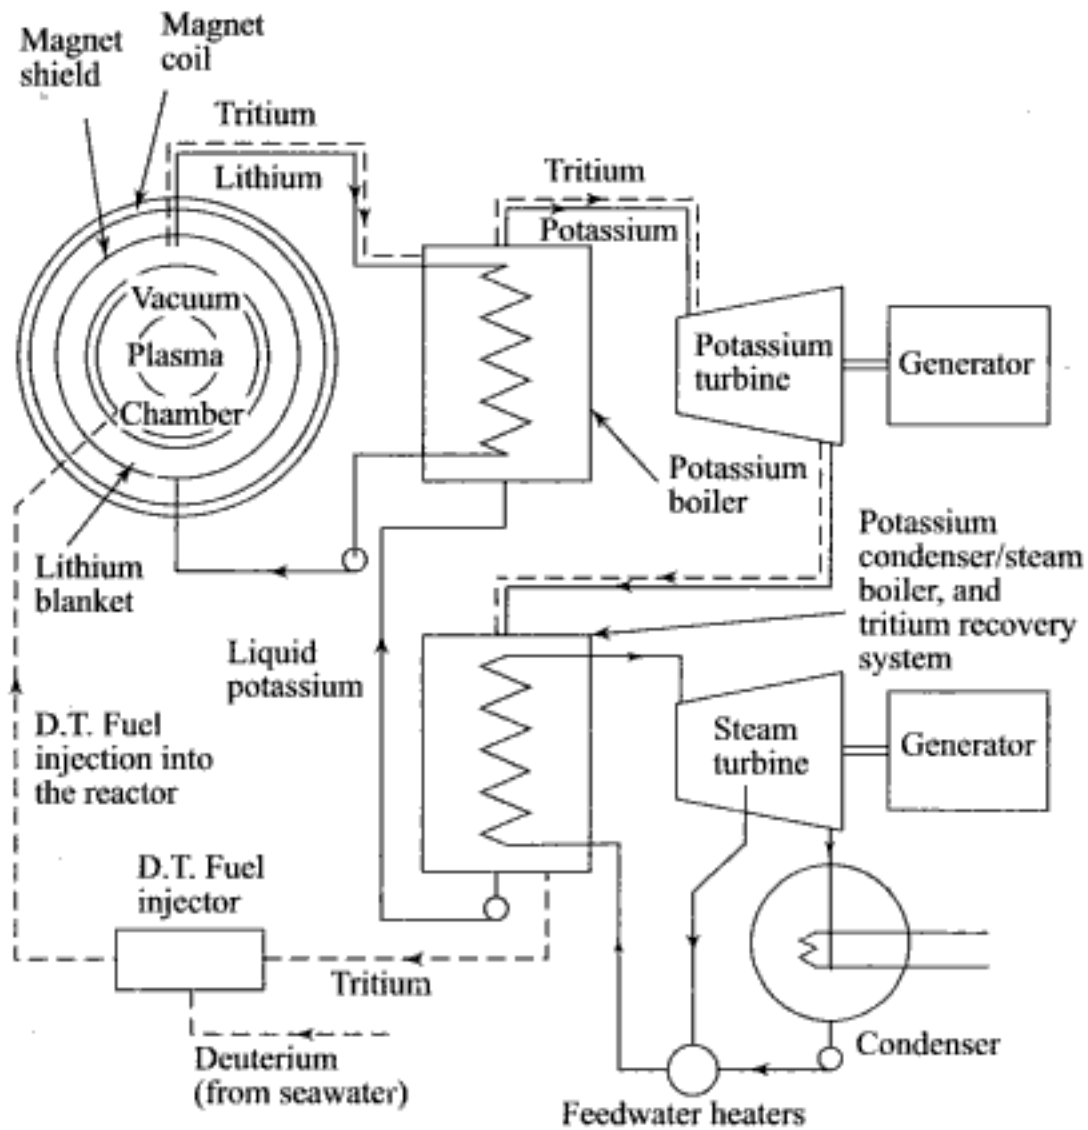 Magnet
shield
Magnet
coil
Tritium
Lithium
Tritium
Potassium
Vacuum
Plasma
Chamber
Potassium
turbine
Generator
Potassium
boiler
Lithium
blanket
Potassium
condenser/steam
boiler, and
tritium recovery
system
Liquid
potassium
D.T. Fuel
injection into
the reactor
Steam
turbine
Generator
D.T. Fuel
injector
Tritium
Deuterium
(from seawater)
Condenser
Feedwater heaters